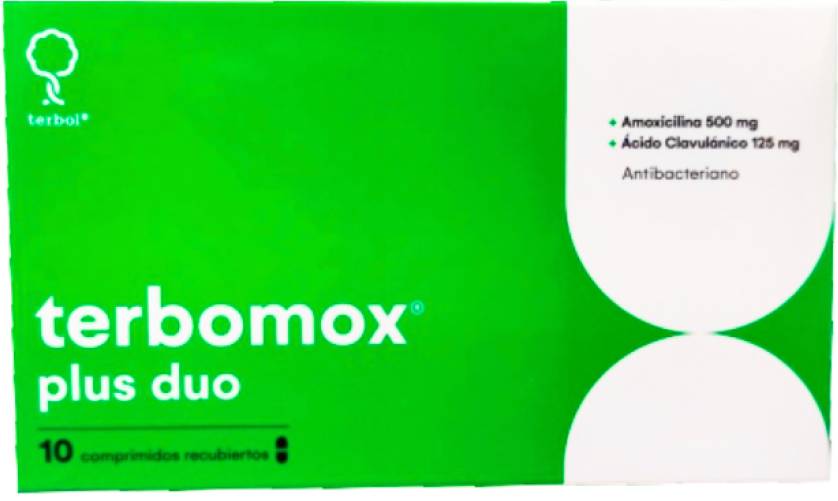 terbol®
Amoxicilina 500 mg
Ácido Clavulánico 125 mg
Antibacteriano
terbomox®
plus duo
10 comprimidos recubiertos